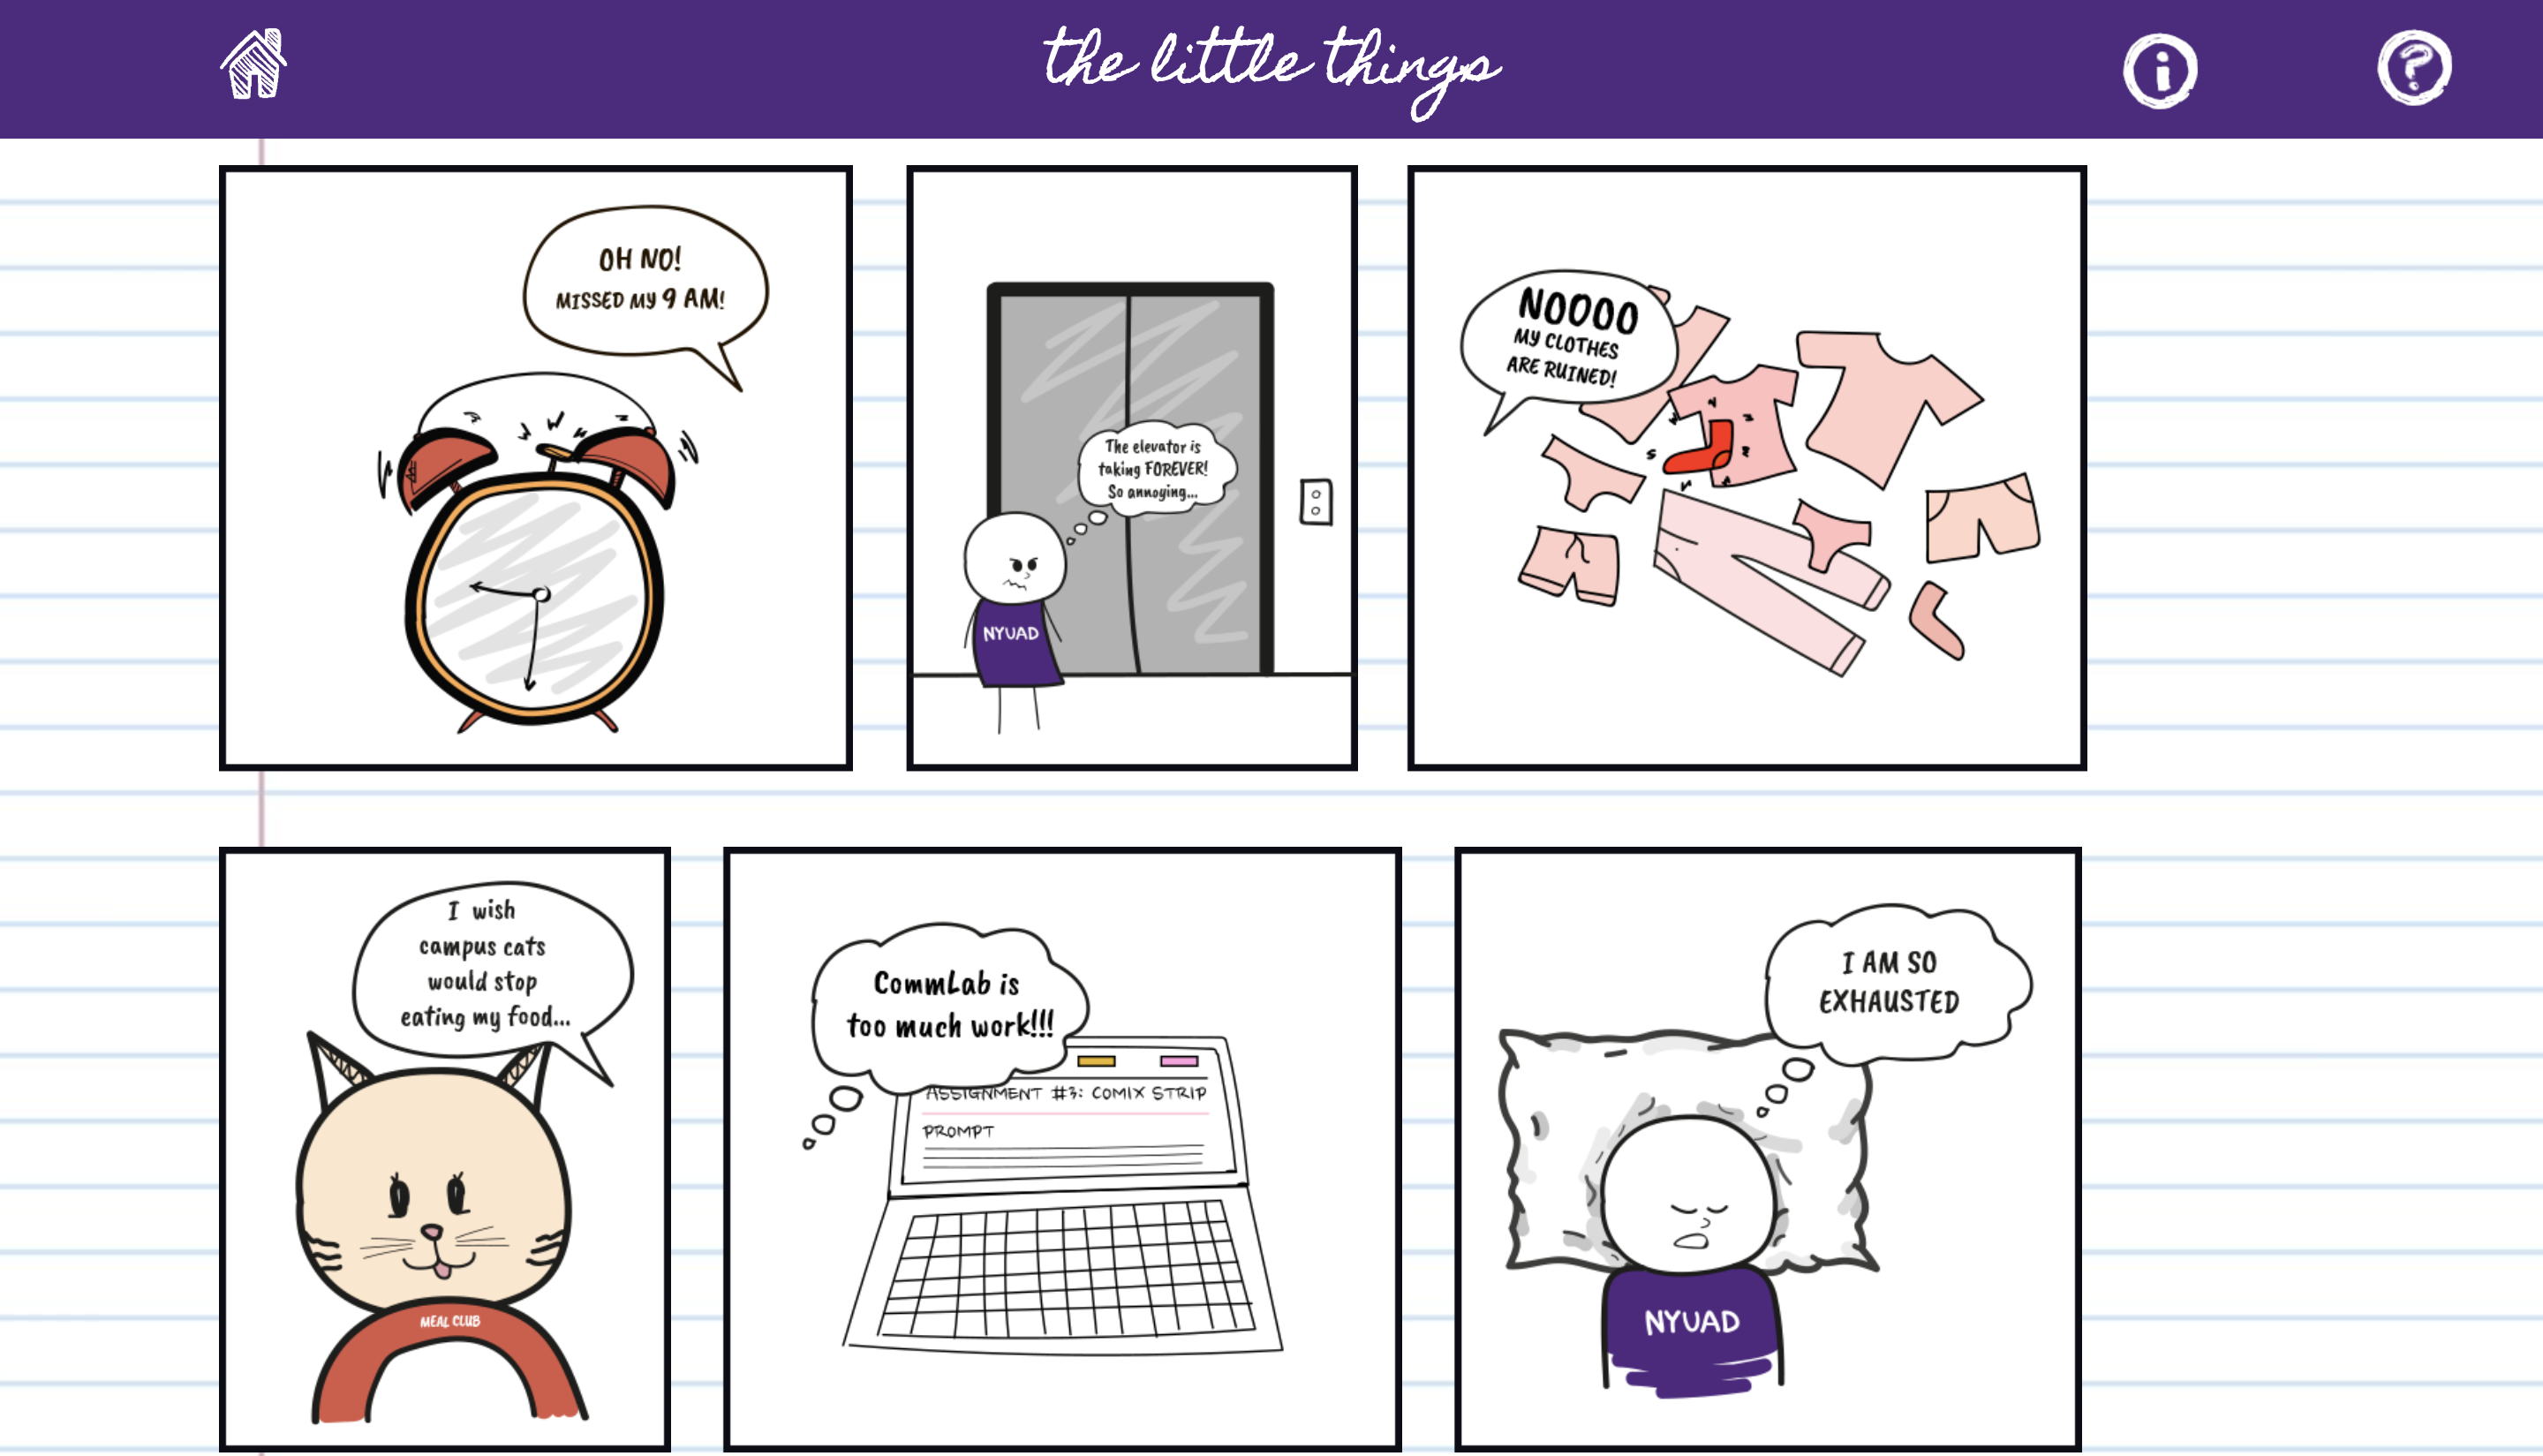 the little things
OH NO!
MISSED MY 9 AM!
The elevator is
taking FOREVER!
So annoying...
NYUAD
NOOOO
MY CLOTHES
ARE RUINED!
I wish
campus cats
would stop
eating my food...
MEAL CLUB
CommLab is
too much work!!!
ASSIGNMENT #3: COMIX STRIP
PROMPT
I AM SO
EXHAUSTED
NYUAD